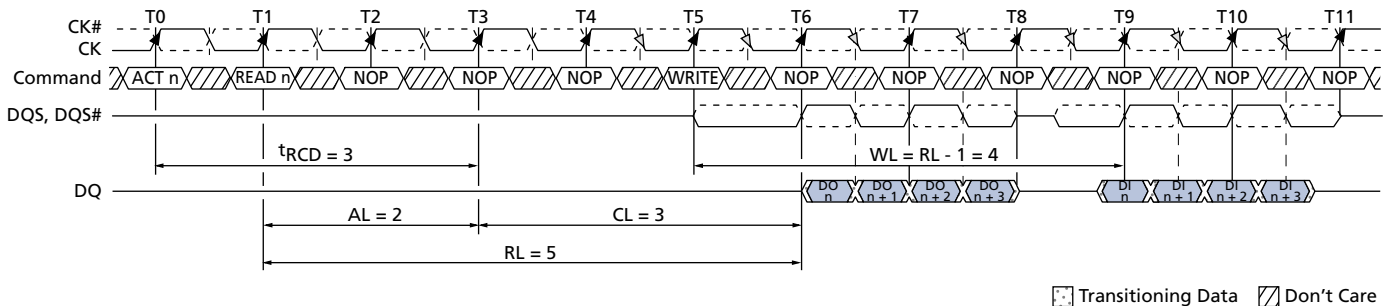 T0 T1 T2 T3 T4 T5 T6 T7 T8 T9 T10 T11
CK#
CK
Command ACT n READ n NOP NOP NOP WRITE NOP NOP NOP NOP NOP NOP
DQS, DQS#
tRCD = 3 WL = RL - 1 = 4
DQ DO n DO n + 1 DO n + 2 DO n + 3 DI n DI n + 1 DI n + 2 DI n + 3
AL = 2 CL = 3
RL = 5
Transitioning Data Don't Care